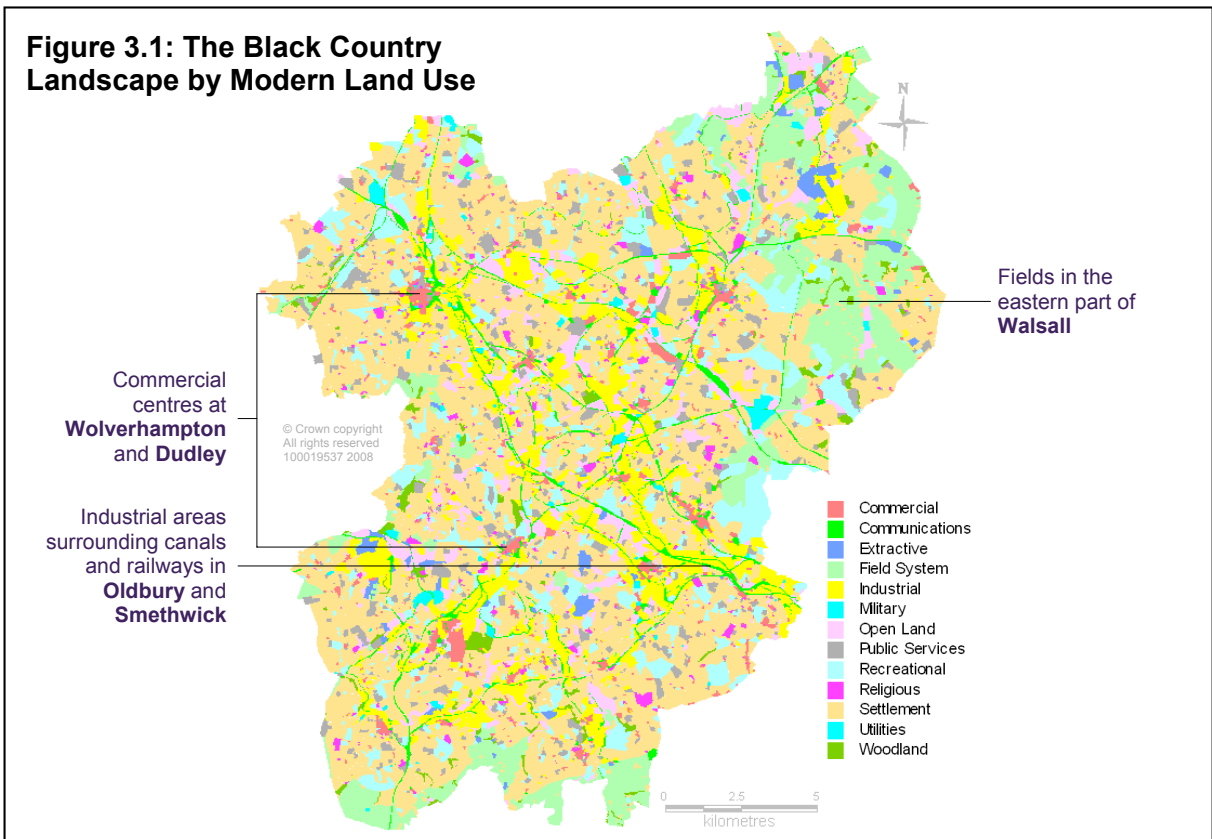 Figure 3.1: The Black Country
Landscape by Modern Land Use
N
Fields in the
eastern part of
Walsall
Commercial
centres at
Wolverhampton
and Dudley
© Crown copyright
All rights reserved
100019537 2008
Industrial areas
surrounding canals
and railways in
Oldbury and
Smethwick
Commercial
Communications
Extractive
Field System
Industrial
Military
Open Land
Public Services
Recreational
Religious
Settlement
Utilities
Woodland
0 2.5 5
kilometres